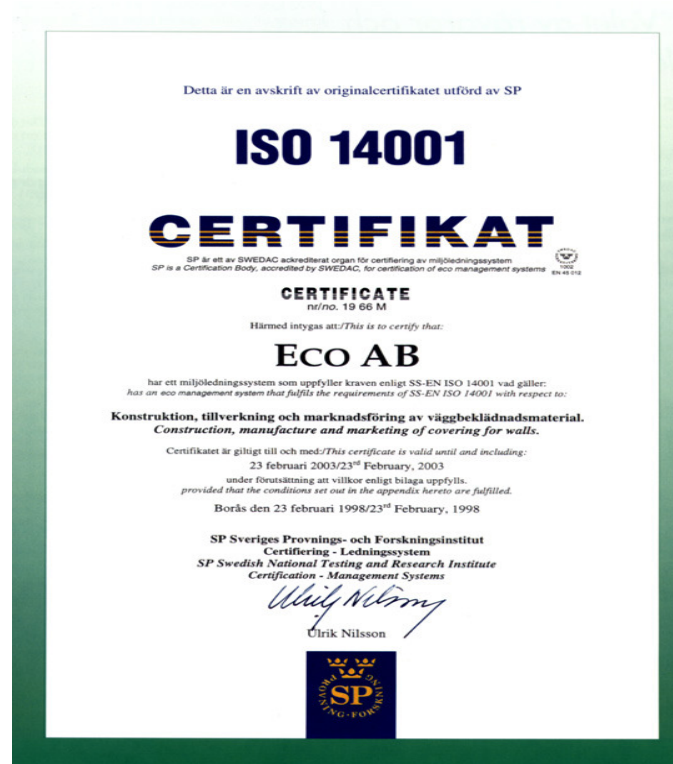 Detta är en avskrift av originalcertifikatet utförd av SP
ISO 14001
CERTIFIKAT
SP är ett av SWEDAC ackrediterat organ för certifiering av miljöledningssystem
SP is a Certification Body, accredited by SWEDAC, for certification of eco management systems
SWEDAC
1002
EN 45 012
CERTIFICATE
nr/no. 19 66 M
Härmed intygas att:/This is to certify that:
ECO AB
har ett miljöledningssystem som uppfyller kraven enligt SS-EN ISO 14001 vad gäller:
has an eco management system that fulfils the requirements of SS-EN ISO 14001 with respect to:
Konstruktion, tillverkning och marknadsföring av väggbeklädnadsmaterial.
Construction, manufacture and marketing of covering for walls.
Certifikatet är giltigt till och med:/This certificate is valid until and including:
23 februari 2003/23rd February, 2003
under förutsättning att villkor enligt bilaga uppfylls.
provided that the conditions set out in the appendix hereto are fulfilled.
Borås den 23 februari 1998/23rd February, 1998
SP Sveriges Provnings- och Forskningsinstitut
Certifiering - Ledningssystem
SP Swedish National Testing and Research Institute
Certification - Management Systems
Ulrik Nilsson
Ulrik Nilsson
SP
PROVNING·FORSKNING